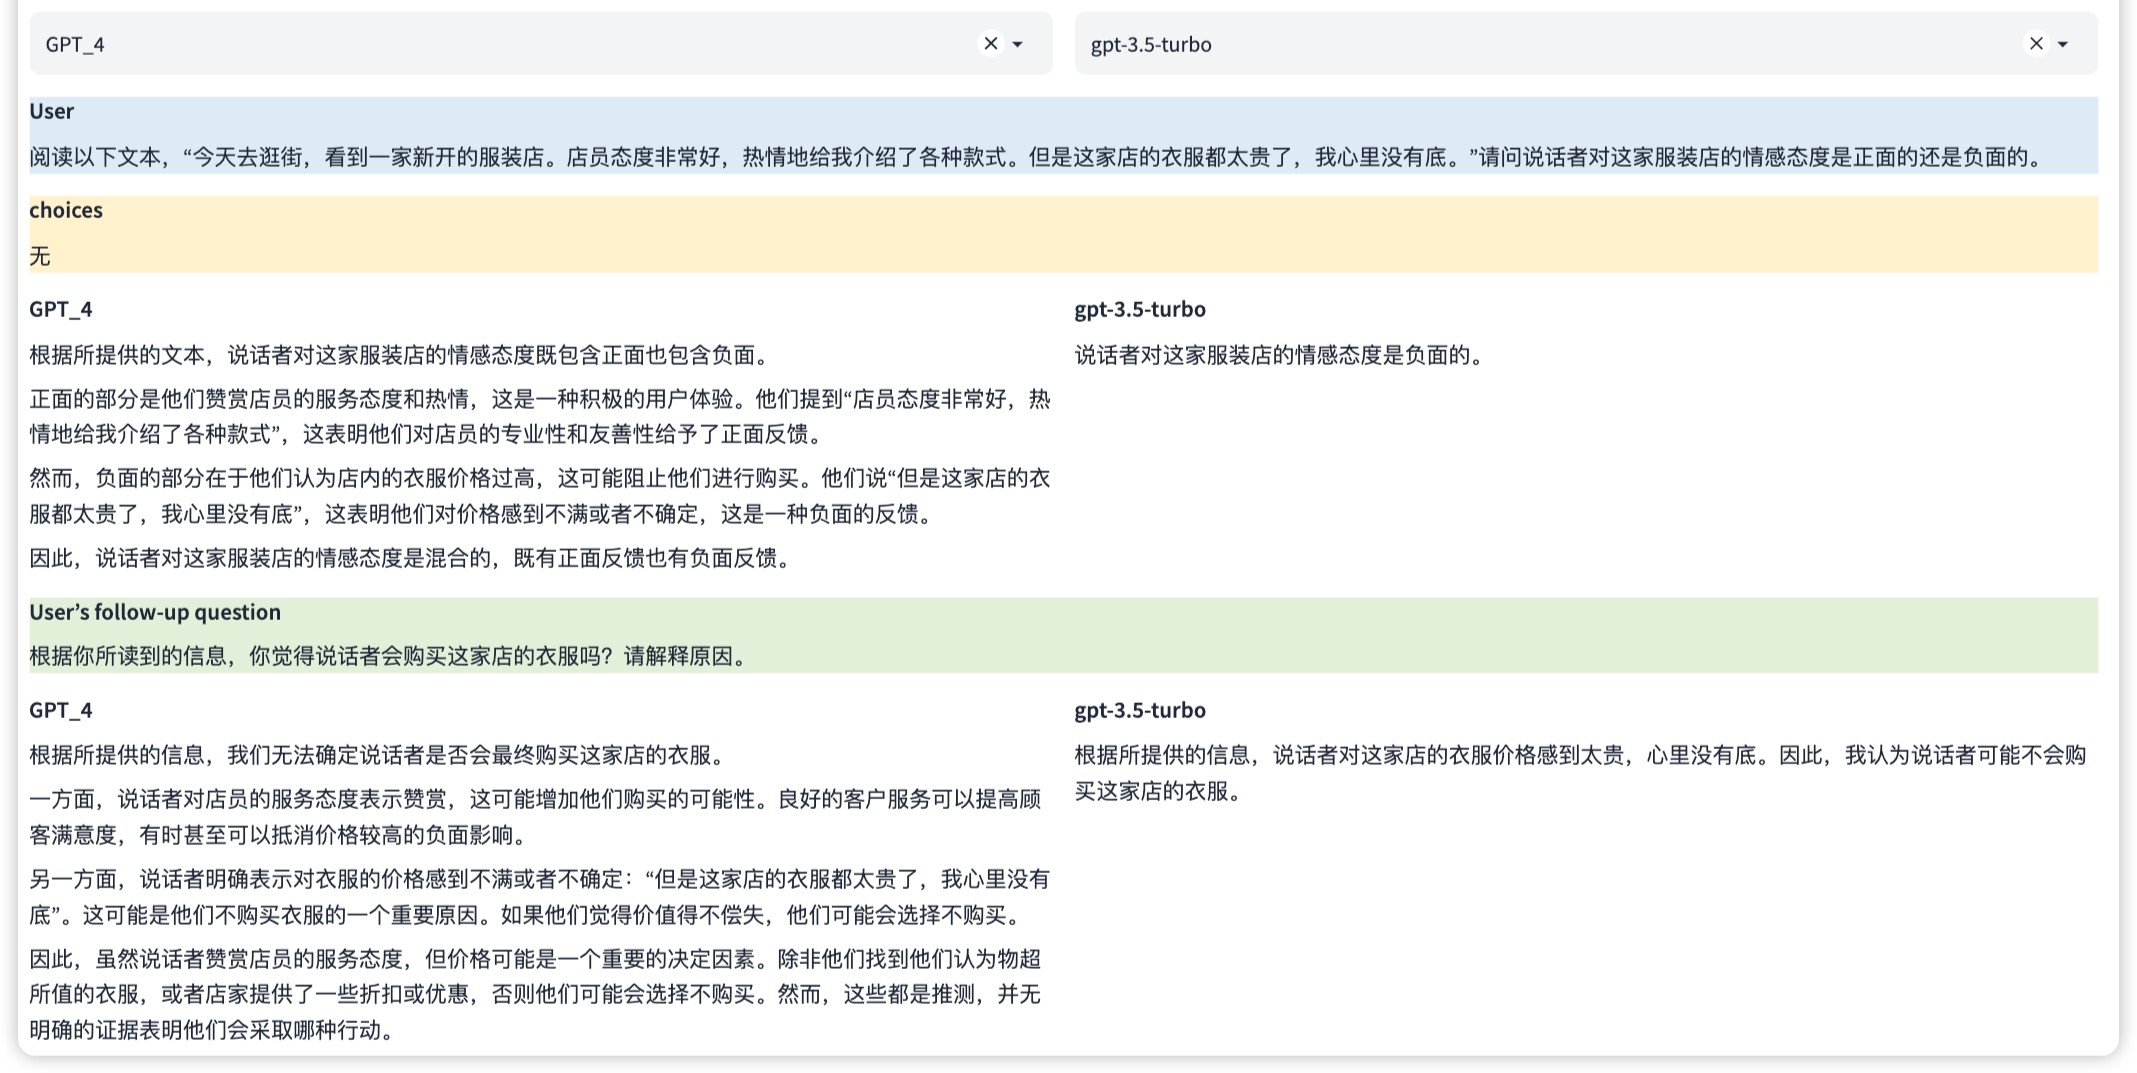 GPT_4
gpt-3.5-turbo
User
阅读以下文本，“今天去逛街，看到一家新开的服装店。店员态度非常好，热情地给我介绍了各种款式。但是这家店的衣服都太贵了，我心里没有底。”请问说话者对这家服装店的情感态度是正面的还是负面的。
choices
无
GPT_4
根据所提供的文本，说话者对这家服装店的情感态度既包含正面也包含负面。
正面的部分是他们赞赏店员的服务态度和热情，这是一种积极的用户体验。他们提到“店员态度非常好，热
情地给我介绍了各种款式”，这表明他们对店员的专业性和友善性给予了正面反馈。
然而，负面的部分在于他们认为店内的衣服价格过高，这可能阻止他们进行购买。他们说“但是这家店的衣
服都太贵了，我心里没有底”，这表明他们对价格感到不满或者不确定，这是一种负面的反馈。
因此，说话者对这家服装店的情感态度是混合的，既有正面反馈也有负面反馈。
gpt-3.5-turbo
说话者对这家服装店的情感态度是负面的。
User’s follow-up question
根据你所读到的信息，你觉得说话者会购买这家店的衣服吗？请解释原因。
GPT_4
根据所提供的信息，我们无法确定说话者是否会最终购买这家店的衣服。
一方面，说话者对店员的服务态度表示赞赏，这可能增加他们购买的可能性。良好的客户服务可以提高顾
客满意度，有时甚至可以抵消价格较高的负面影响。
另一方面，说话者明确表示对衣服的价格感到不满或者不确定：“但是这家店的衣服都太贵了，我心里没有
底”。这可能是他们不购买衣服的一个重要原因。如果他们觉得价值得不偿失，他们可能会选择不购买。
因此，虽然说话者赞赏店员的服务态度，但价格可能是一个重要的决定因素。除非他们找到他们认为物超
所值的衣服，或者店家提供了一些折扣或优惠，否则他们可能会选择不购买。然而，这些都是推测，并无
明确的证据表明他们会采取哪种行动。
gpt-3.5-turbo
根据所提供的信息，说话者对这家店的衣服价格感到太贵，心里没有底。因此，我认为说话者可能不会购
买这家店的衣服。